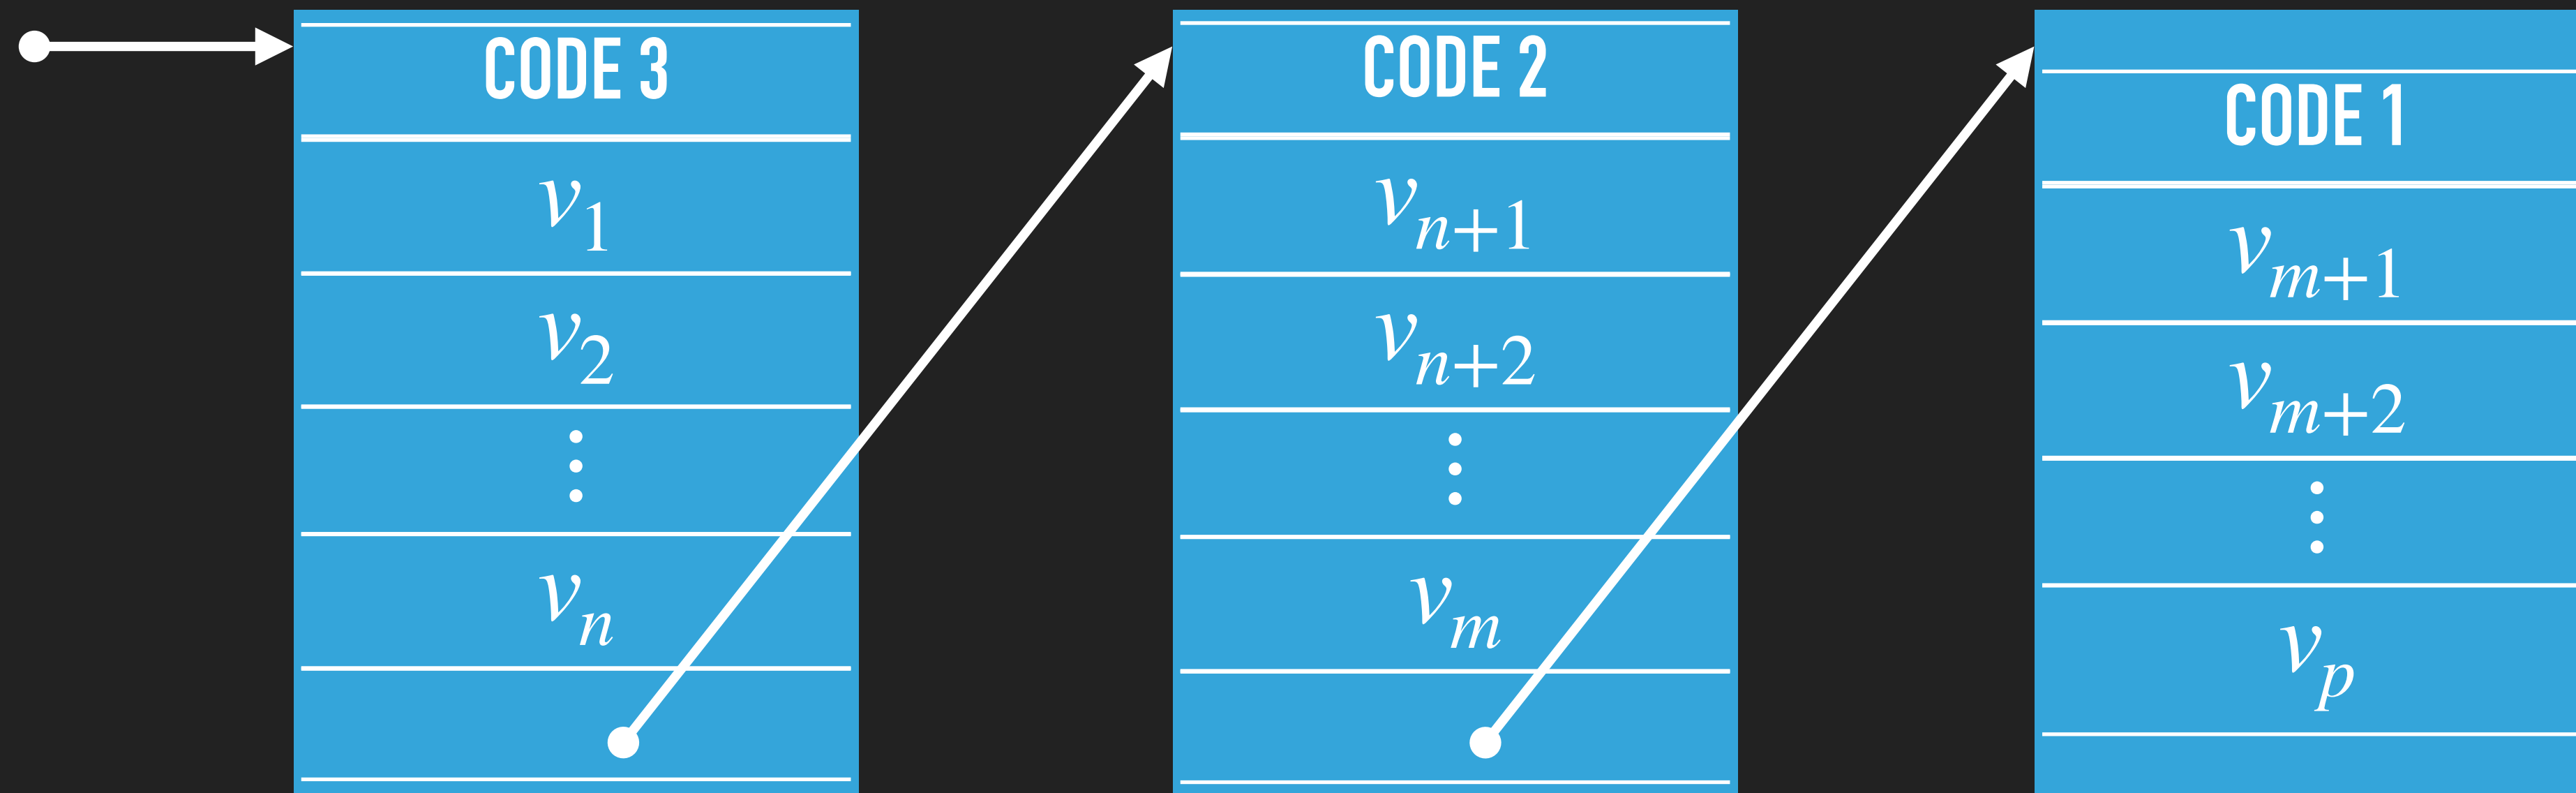 CODE 3
v1
v2
⋮
vn
CODE 2
vn+1
vn+2
⋮
vm
CODE 1
vm+1
vm+2
⋮
vp